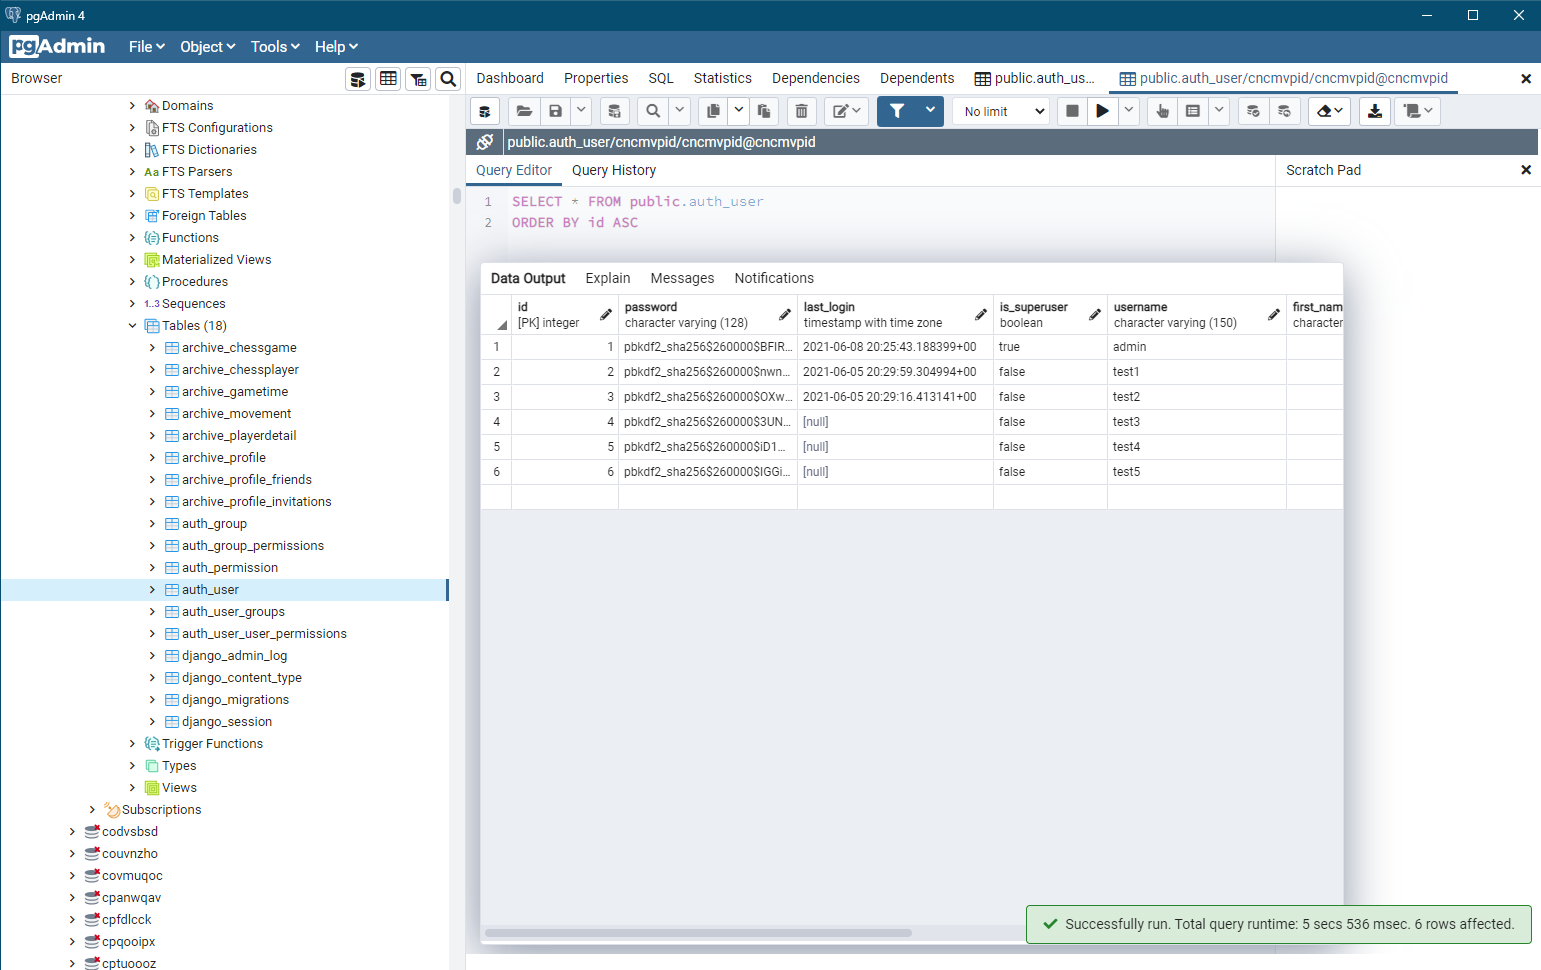 pgAdmin 4
pgAdmin File Object Tools Help
Browser
Dashboard Properties SQL Statistics Dependencies Dependents public.auth_us... public.auth_user/cncmvpid/cncmvpid@cncmvpid
No limit
public.auth_user/cncmvpid/cncmvpid@cncmvpid
Query Editor Query History
Scratch Pad
1 SELECT * FROM public.auth_user
2 ORDER BY id ASC
Domains
FTS Configurations
FTS Dictionaries
Aa FTS Parsers
FTS Templates
Foreign Tables
Functions
Materialized Views
Procedures
1..3 Sequences
Tables (18)
archive_chessgame
archive_chessplayer
archive_gametime
archive_movement
archive_playerdetail
archive_profile
archive_profile_friends
archive_profile_invitations
auth_group
auth_group_permissions
auth_permission
auth_user
auth_user_groups
auth_user_user_permissions
django_admin_log
django_content_type
django_migrations
django_session
Trigger Functions
Types
Views
Subscriptions
codvsbsd
couvnzho
covmuqoc
cpanwqav
cpfdlcck
cpqooipx
cptuoooz
Data Output Explain Messages Notifications
id password last_login is_superuser username first_nam
[PK] integer character varying (128) timestamp with time zone boolean character varying (150) character
1 1 pbkdf2_sha256$260000$BFIR... 2021-06-08 20:25:43.188399+00 true admin
2 2 pbkdf2_sha256$260000$nwn... 2021-06-05 20:29:59.304994+00 false test1
3 3 pbkdf2_sha256$260000$OXw... 2021-06-05 20:29:16.413141+00 false test2
4 4 pbkdf2_sha256$260000$3UN... [null] false test3
5 5 pbkdf2_sha256$260000$iD1... [null] false test4
6 6 pbkdf2_sha256$260000$IGGi... [null] false test5
Successfully run. Total query runtime: 5 secs 536 msec. 6 rows affected.